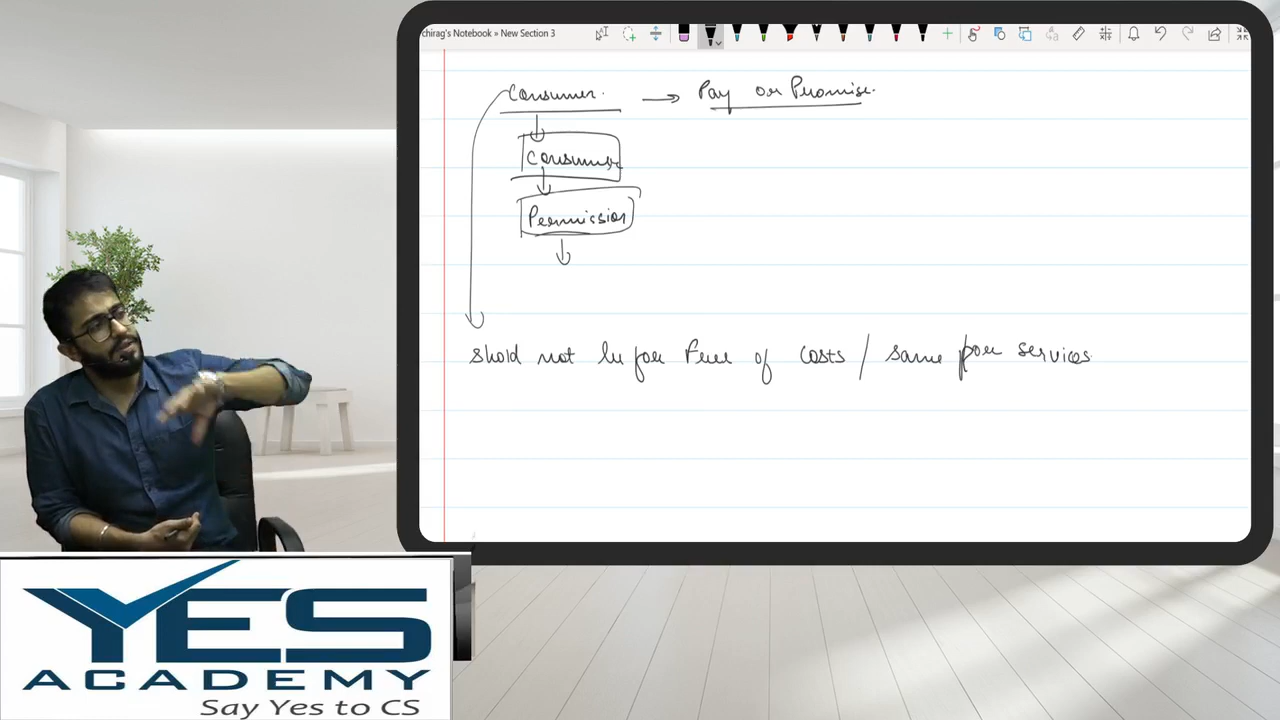 chirag's Notebook » New Section 3
Consumer. → Pay or Promise.
Consumer
Permission
shold not be for Free of costs / same for services
YES
ACADEMY
Say Yes to CS